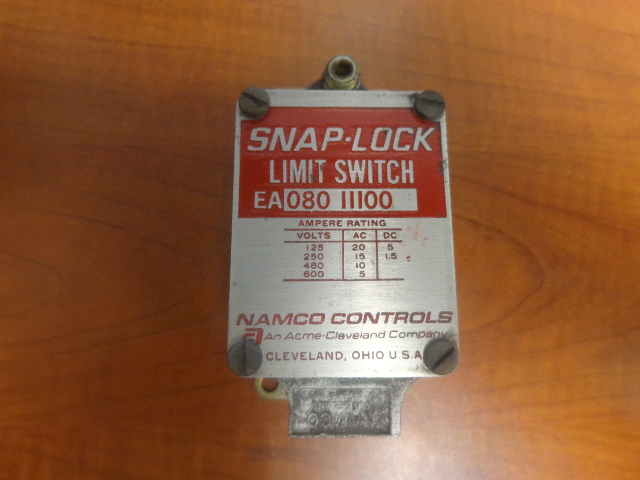 SNAP-LOCK
LIMIT SWITCH
EA 080 11100
AMPERE RATING
VOLTS AC DC
125 20 5
250 15 1.5
480 10
600 5
NAMCO CONTROLS
An Acme-Cleveland Company
CLEVELAND, OHIO U.S.A.
NAMCO